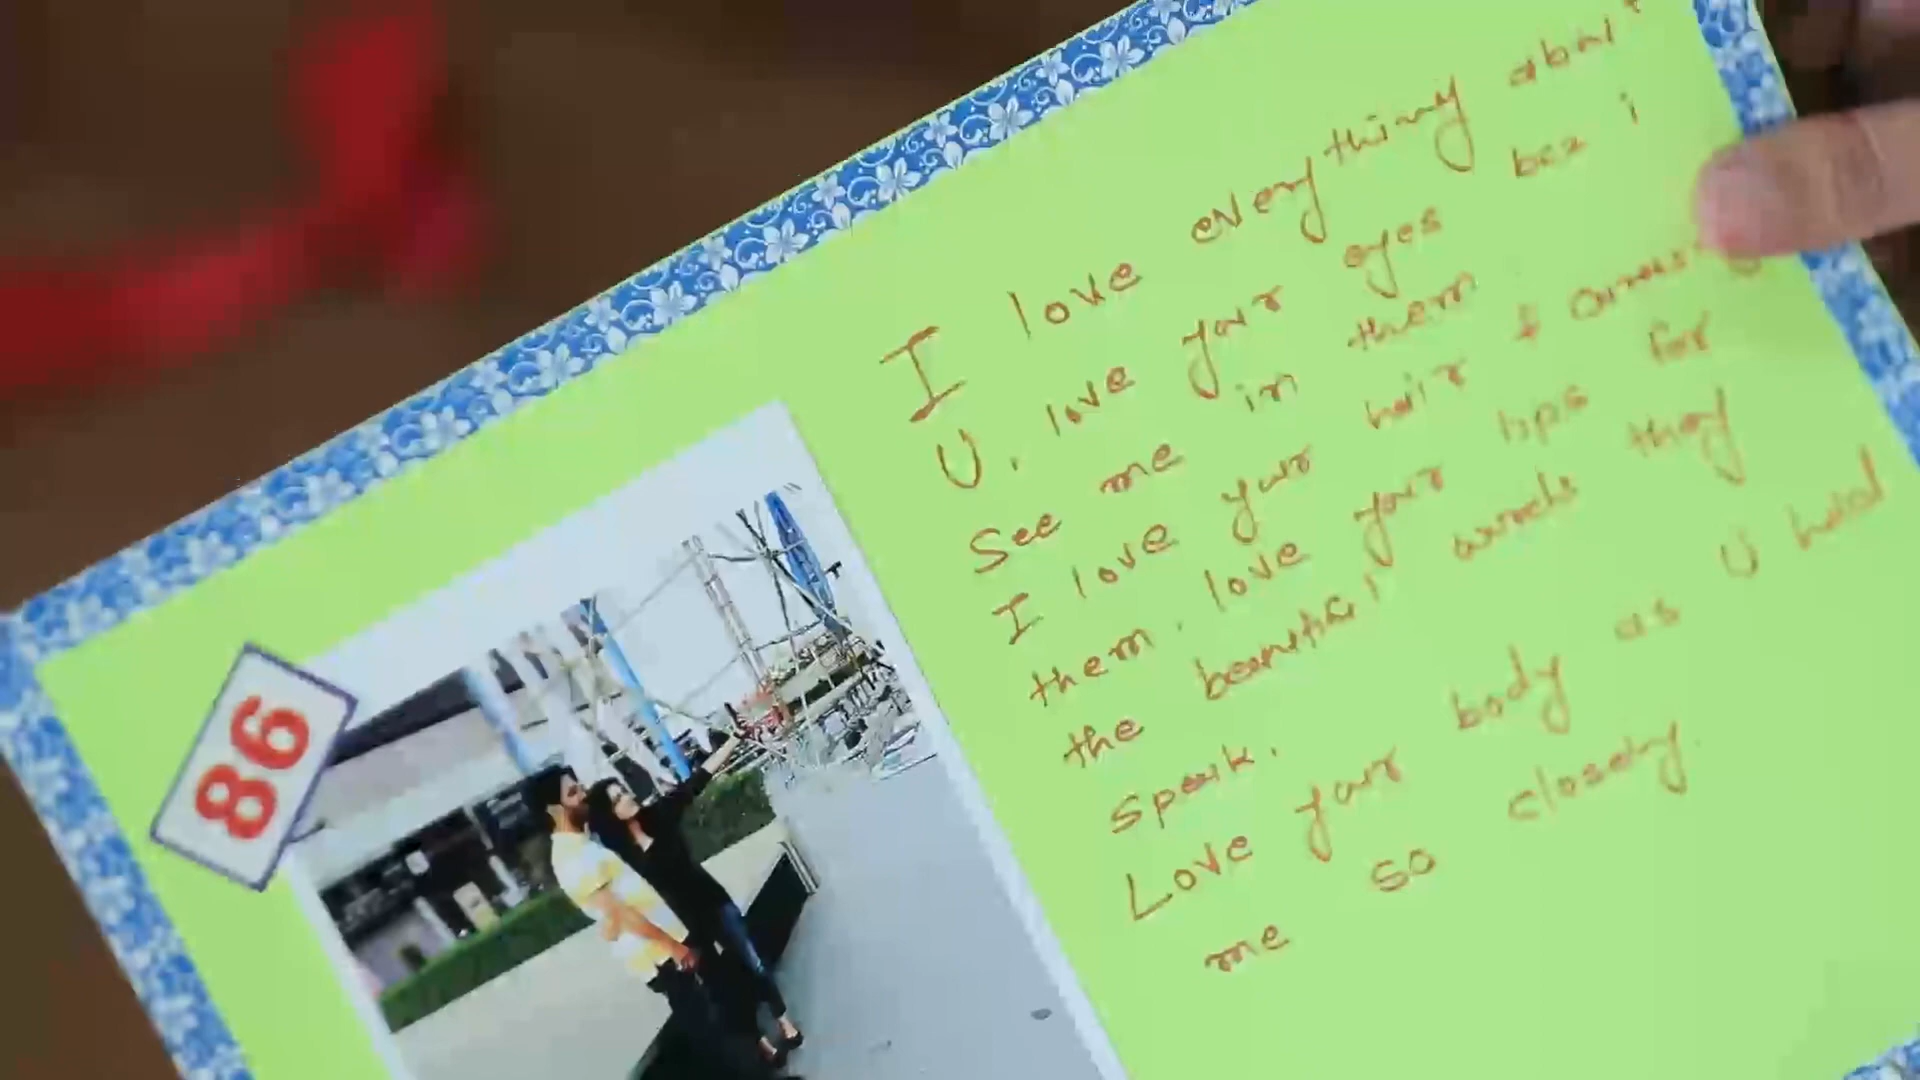 86
I love everything about
U. love your eyes bcz i
See me in them
I love your hair &
them. love your lips for
the beautiful words they
speak.
Love your body as U hold
me so closely.